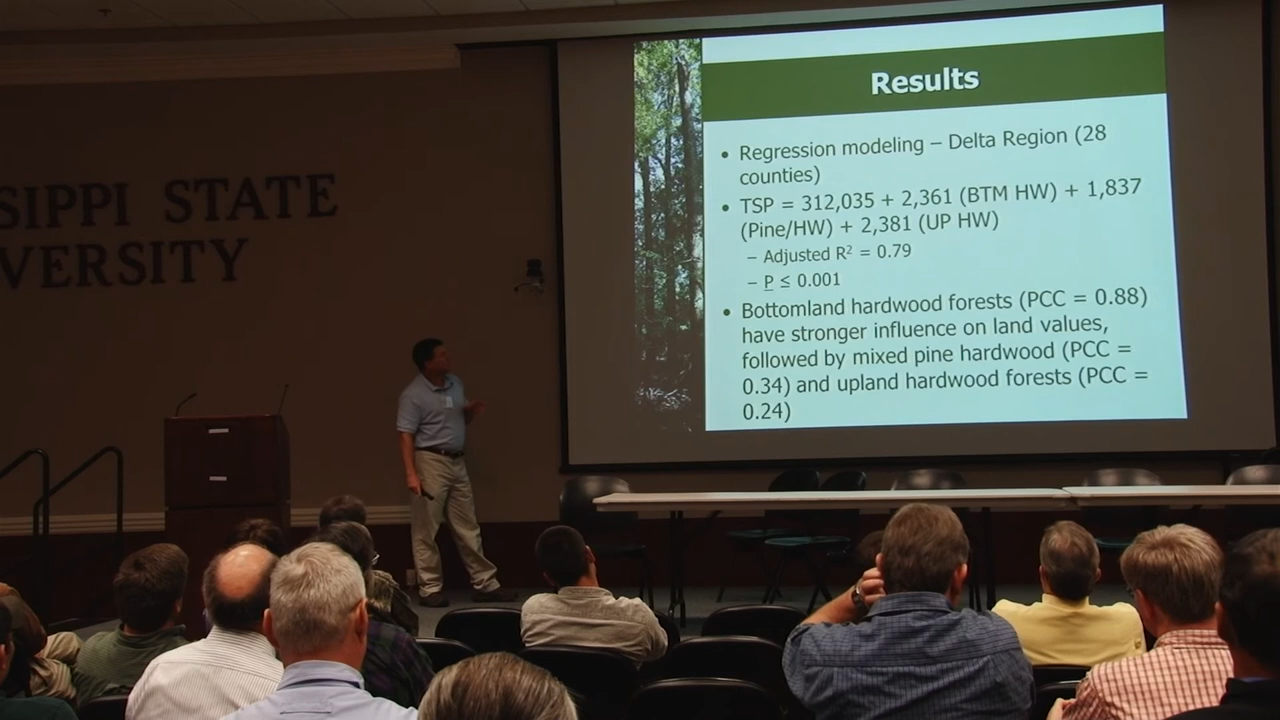 SIPPI STATE
VERSITY
Results
• Regression modeling – Delta Region (28
counties)
• TSP = 312,035 + 2,361 (BTM HW) + 1,837
(Pine/HW) + 2,381 (UP HW)
– Adjusted R² = 0.79
– P ≤ 0.001
• Bottomland hardwood forests (PCC = 0.88)
have stronger influence on land values,
followed by mixed pine hardwood (PCC =
0.34) and upland hardwood forests (PCC =
0.24)